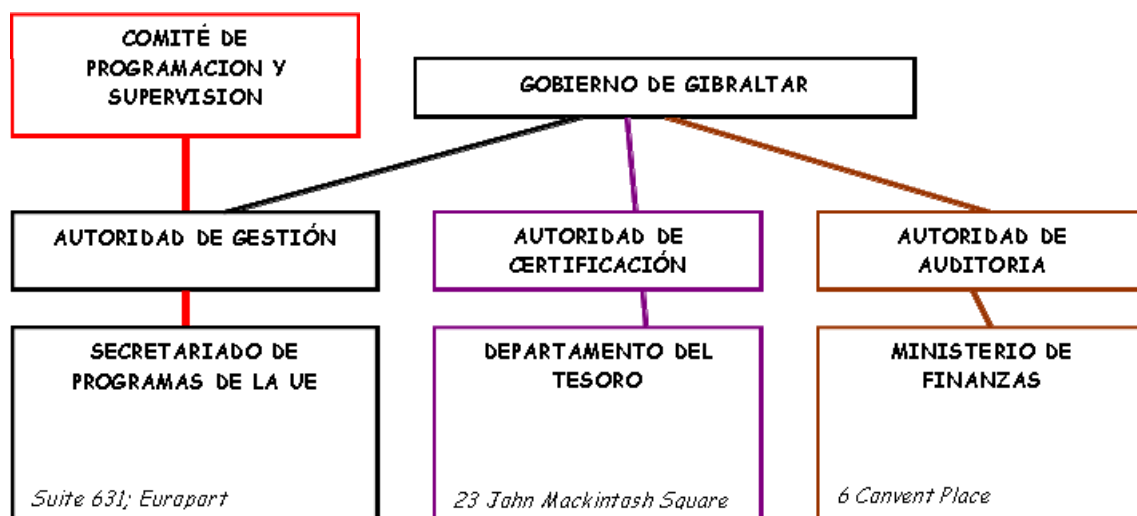 COMITÉ DE
PROGRAMACION Y
SUPERVISION
GOBIERNO DE GIBRALTAR
AUTORIDAD DE GESTIÓN
AUTORIDAD DE
CERTIFICACIÓN
AUTORIDAD DE
AUDITORIA
SECRETARIADO DE
PROGRAMAS DE LA UE
Suite 631; Europort
DEPARTAMENTO DEL
TESORO
23 John Mackintosh Square
MINISTERIO DE
FINANZAS
6 Convent Place